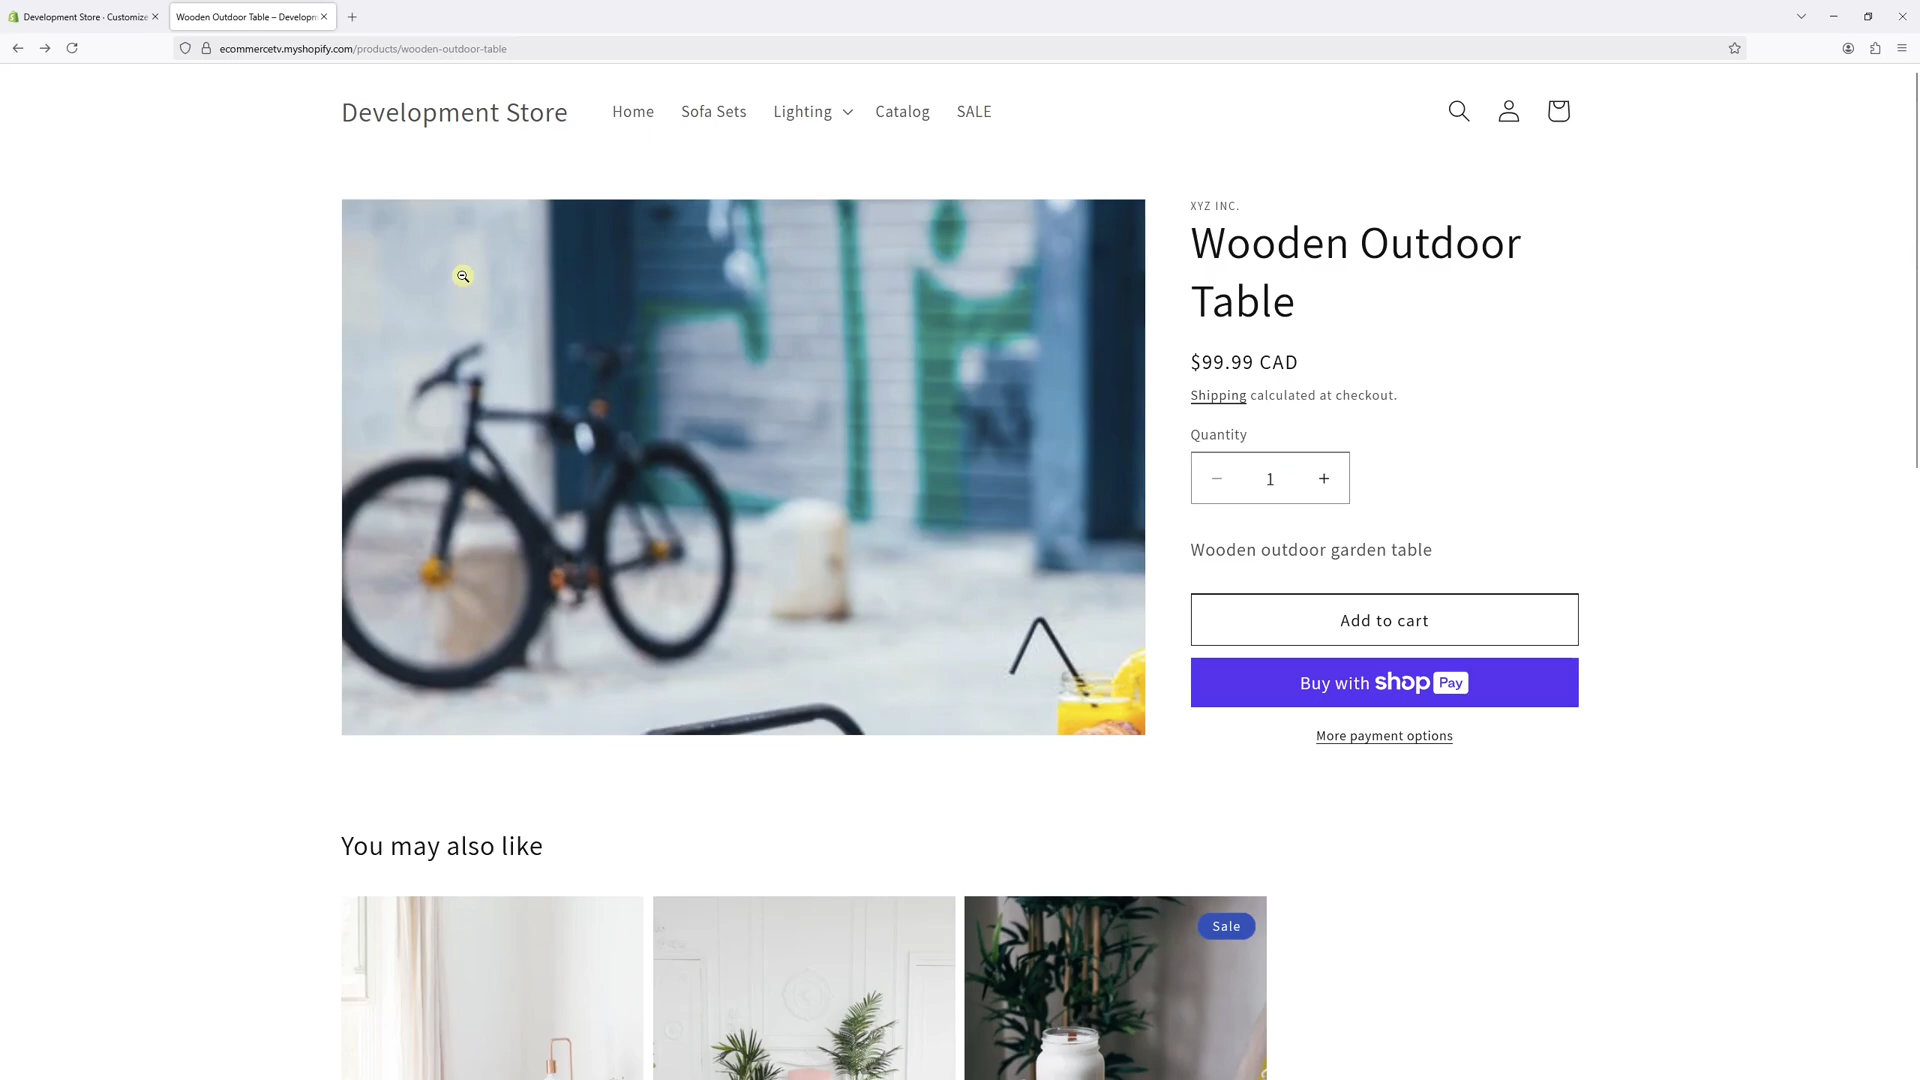 Development Store · Customize
Wooden Outdoor Table – Developm
ecommercetv.myshopify.com/products/wooden-outdoor-table
Development Store
Home
Sofa Sets
Lighting
Catalog
SALE
XYZ INC.
Wooden Outdoor
Table
$99.99 CAD
Shipping calculated at checkout.
Quantity
− 1 +
Wooden outdoor garden table
Add to cart
Buy with shop Pay
More payment options
You may also like
Sale